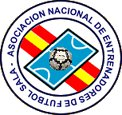 ASOCIACION NACIONAL DE ENTRENADORES DE FUTBOL SALA -